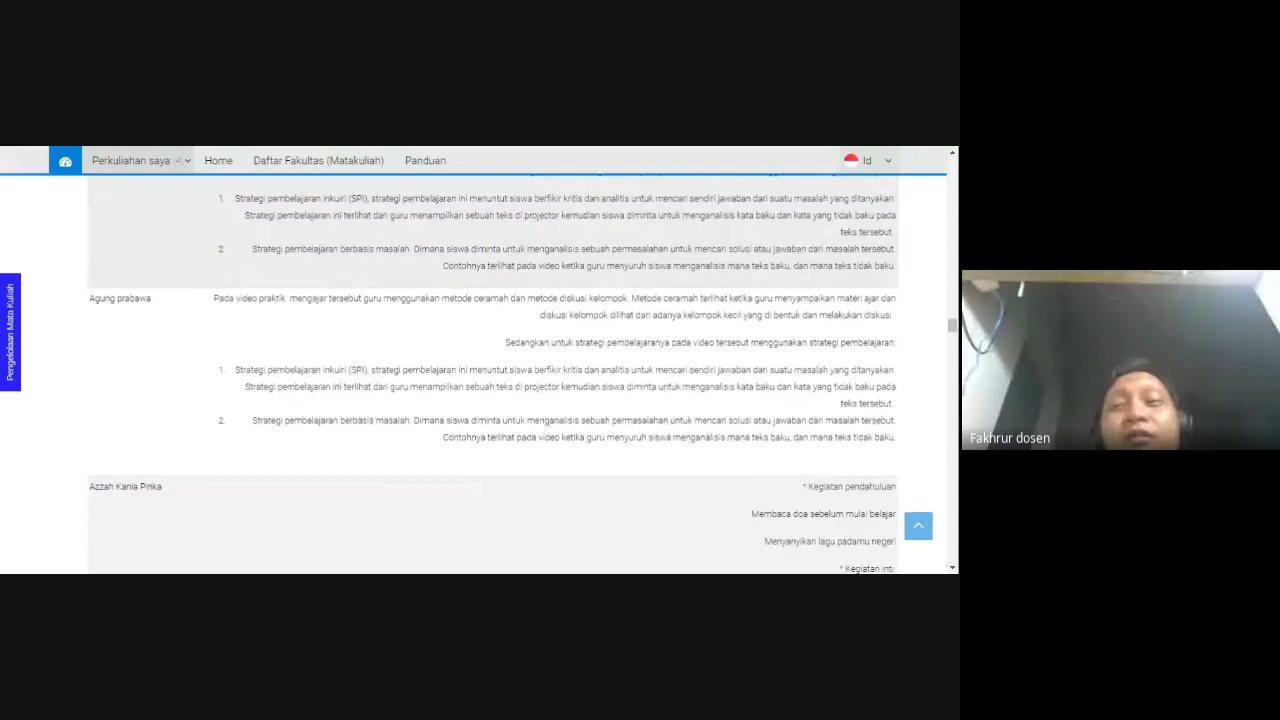 Perkuliahan saya (4) Home Daftar Fakultas (Matakuliah) Panduan Id
1. Strategi pembelajaran inkuiri (SPI), strategi pembelajaran ini menuntut siswa berfikir kritis dan analitis untuk mencari sendiri jawaban dari suatu masalah yang ditanyakan.
Strategi pembelajaran ini terlihat dari guru menampilkan sebuah teks di projector kemudian siswa diminta untuk menganalisis kata baku dan kata yang tidak baku pada
teks tersebut.
2. Strategi pembelajaran berbasis masalah. Dimana siswa diminta untuk menganalisis sebuah permasalahan untuk mencari solusi atau jawaban dari masalah tersebut.
Contohnya terlihat pada video ketika guru menyuruh siswa menganalisis mana teks baku, dan mana teks tidak baku.
Pengelolaan Mata Kuliah
Agung prabawa Pada video praktik mengajar tersebut guru menggunakan metode ceramah dan metode diskusi kelompok. Metode ceramah terlihat ketika guru menyampaikan materi ajar dan
diskusi kelompok dilihat dari adanya kelompok kecil yang di bentuk dan melakukan diskusi.
Sedangkan untuk strategi pembelajaranya pada video tersebut menggunakan strategi pembelajaran:
1. Strategi pembelajaran inkuiri (SPI), strategi pembelajaran ini menuntut siswa berfikir kritis dan analitis untuk mencari sendiri jawaban dari suatu masalah yang ditanyakan.
Strategi pembelajaran ini terlihat dari guru menampilkan sebuah teks di projector kemudian siswa diminta untuk menganalisis kata baku dan kata yang tidak baku pada
teks tersebut.
2. Strategi pembelajaran berbasis masalah. Dimana siswa diminta untuk menganalisis sebuah permasalahan untuk mencari solusi atau jawaban dari masalah tersebut.
Contohnya terlihat pada video ketika guru menyuruh siswa menganalisis mana teks baku, dan mana teks tidak baku.
Azzah Kania Pinka * Kegiatan pendahuluan
Membaca doa sebelum mulai belajar
Menyanyikan lagu padamu negeri
* Kegiatan inti
Fakhrur dosen